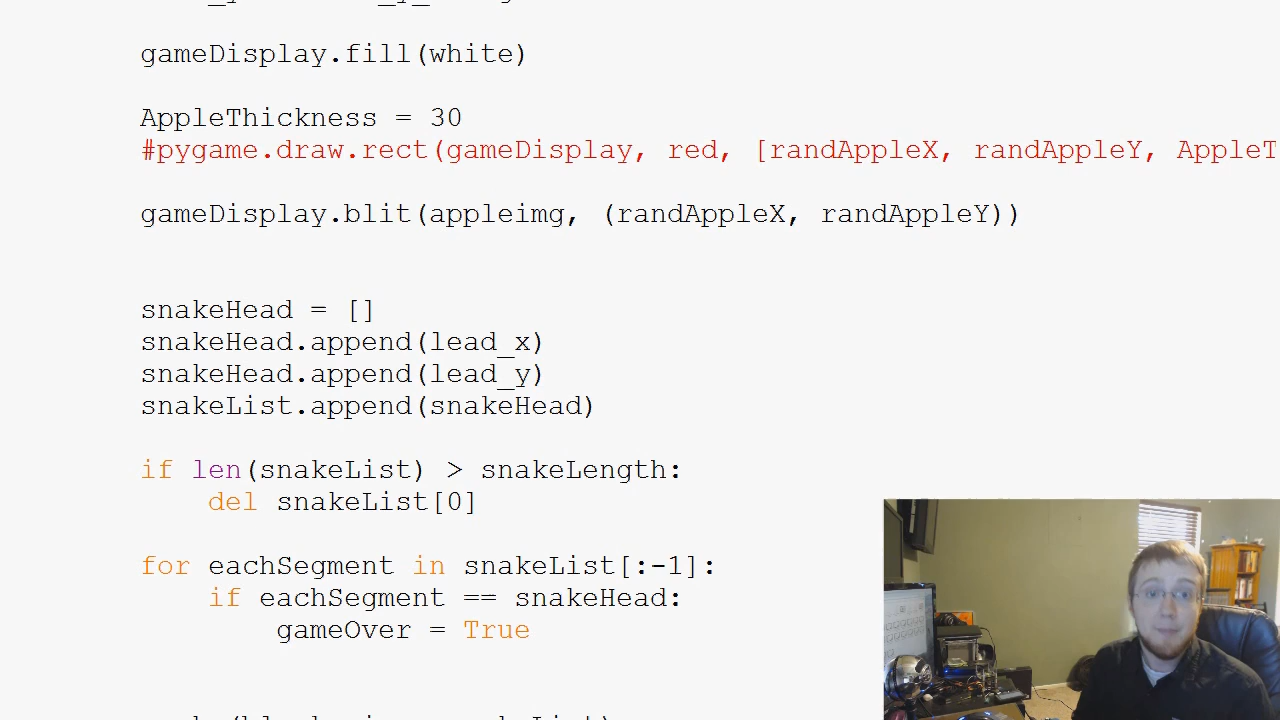 gameDisplay.fill(white)
AppleThickness = 30
#pygame.draw.rect(gameDisplay, red, [randAppleX, randAppleY, AppleT
gameDisplay.blit(appleimg, (randAppleX, randAppleY))
snakeHead = []
snakeHead.append(lead_x)
snakeHead.append(lead_y)
snakeList.append(snakeHead)
if len(snakeList) > snakeLength:
del snakeList[0]
for eachSegment in snakeList[:-1]:
if eachSegment == snakeHead:
gameOver = True